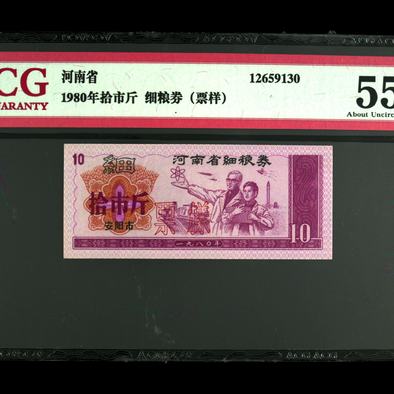 CG
河南省
12659130
55
ARANTY
1980年拾市斤 细粮券（票样）
About Uncirc
10
河南省细粮券
拾市斤
安阳市
票样
一九八〇年
10